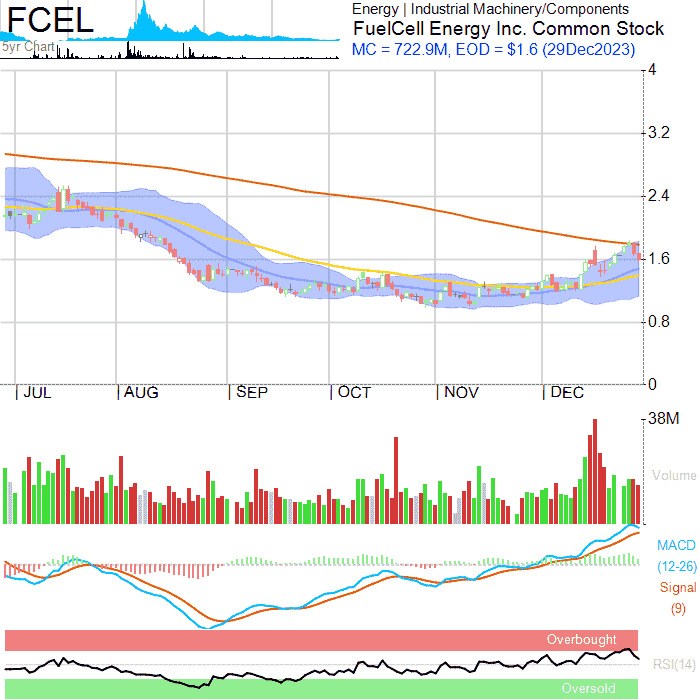 FCEL
Energy | Industrial Machinery/Components
FuelCell Energy Inc. Common Stock
5yr Chart
MC = 722.9M, EOD = $1.6 (29Dec2023)
4
3.2
2.4
1.6
0.8
0
| JUL | AUG | SEP | OCT | NOV | DEC
38M
Volume
MACD
(12-26)
Signal
(9)
Overbought
RSI(14)
Oversold